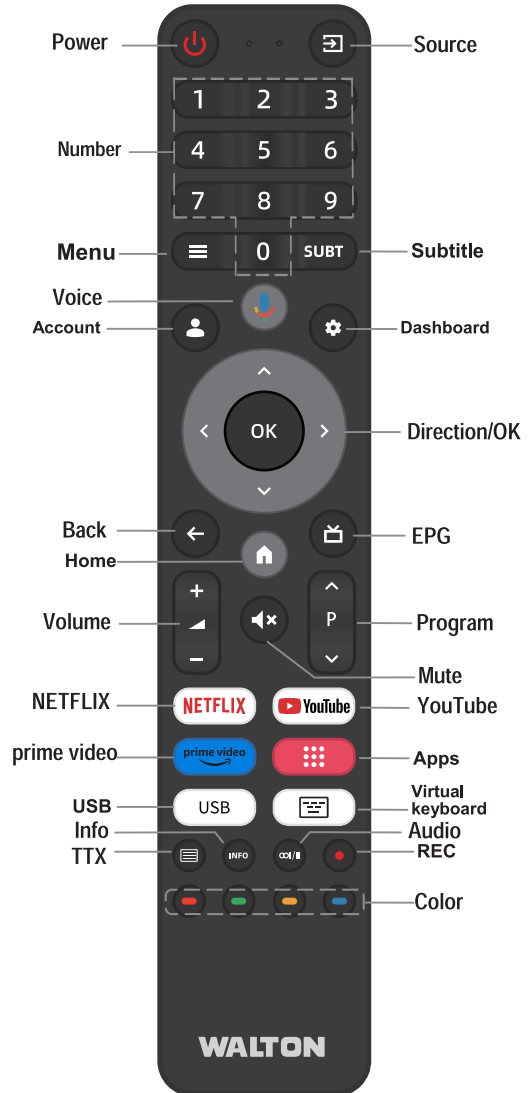 Power
Source
1 2 3
Number
4 5 6
7 8 9
Menu
0
SUBT
Subtitle
Voice
Account
Dashboard
OK
Direction/OK
Back
EPG
Home
+
Volume
P
Program
−
Mute
NETFLIX
NETFLIX
YouTube
YouTube
prime video
prime video
Apps
USB
USB
Virtual
keyboard
Info
Audio
TTX
INFO
REC
Color
WALTON